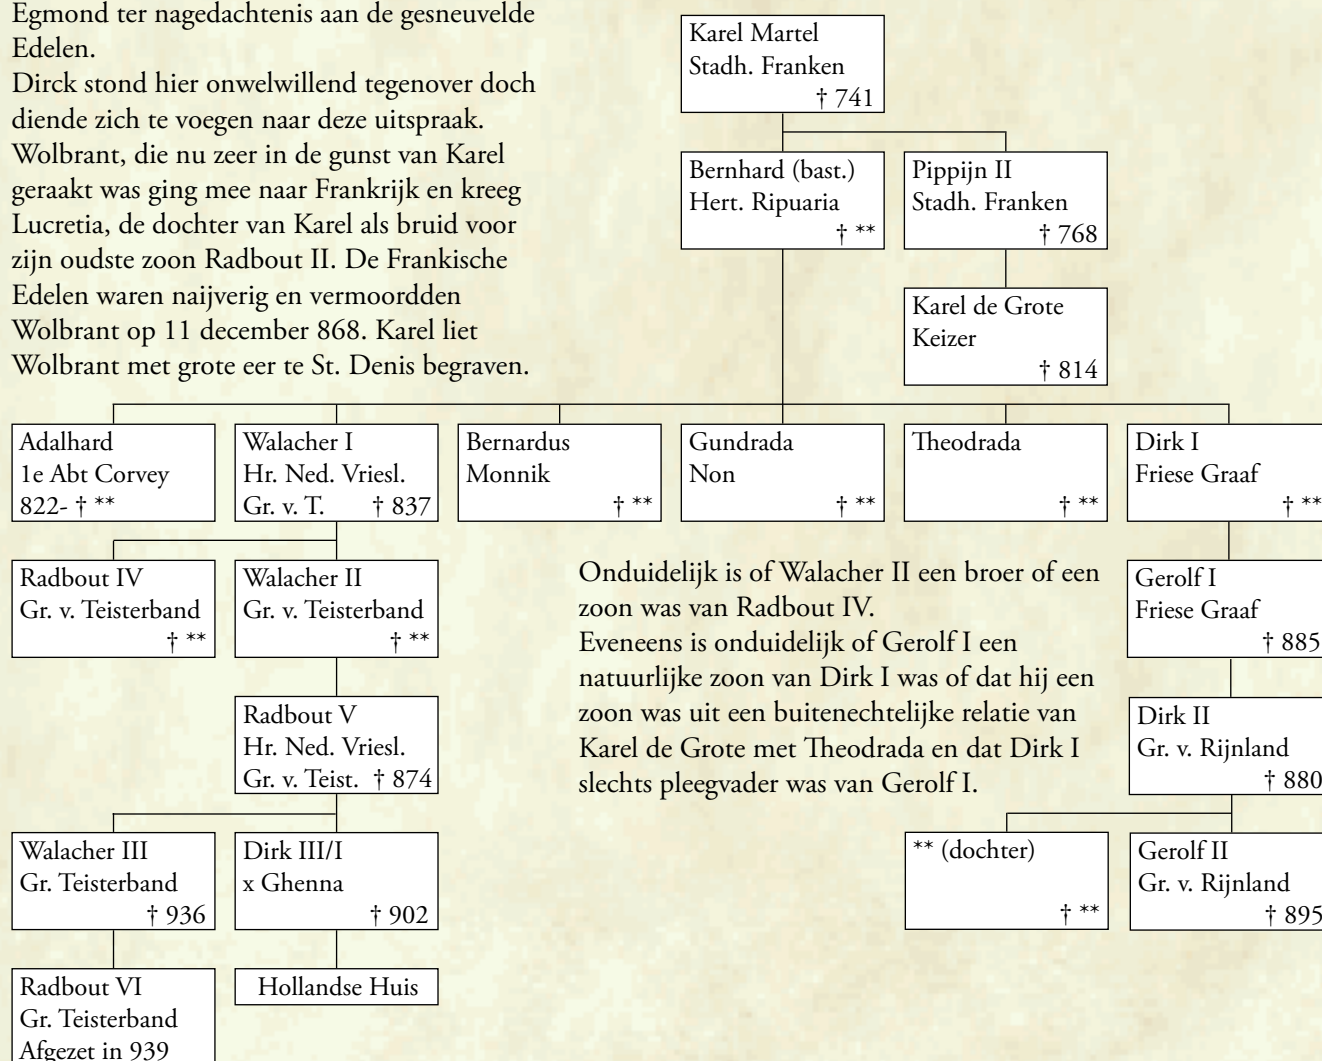 Egmond ter nagedachtenis aan de gesneuvelde
Edelen.
Dirck stond hier onwelwillend tegenover doch
diende zich te voegen naar deze uitspraak.
Wolbrant, die nu zeer in de gunst van Karel
geraakt was ging mee naar Frankrijk en kreeg
Lucretia, de dochter van Karel als bruid voor
zijn oudste zoon Radbout II. De Frankische
Edelen waren naijverig en vermoordden
Wolbrant op 11 december 868. Karel liet
Wolbrant met grote eer te St. Denis begraven.
Karel Martel
Stadh. Franken
† 741
Bernhard (bast.)
Hert. Ripuaria
† **
Pippijn II
Stadh. Franken
† 768
Karel de Grote
Keizer
† 814
Adalhard
1e Abt Corvey
822- † **
Walacher I
Hr. Ned. Vriesl.
Gr. v. T. † 837
Bernardus
Monnik
† **
Gundrada
Non
† **
Theodrada
† **
Dirk I
Friese Graaf
† **
Radbout IV
Gr. v. Teisterband
† **
Walacher II
Gr. v. Teisterband
† **
Onduidelijk is of Walacher II een broer of een
zoon was van Radbout IV.
Eveneens is onduidelijk of Gerolf I een
natuurlijke zoon van Dirk I was of dat hij een
zoon was uit een buitenechtelijke relatie van
Karel de Grote met Theodrada en dat Dirk I
slechts pleegvader was van Gerolf I.
Gerolf I
Friese Graaf
† 885
Radbout V
Hr. Ned. Vriesl.
Gr. v. Teist. † 874
Dirk II
Gr. v. Rijnland
† 880
Walacher III
Gr. Teisterband
† 936
Dirk III/I
x Ghenna
† 902
** (dochter)
† **
Gerolf II
Gr. v. Rijnland
† 895
Radbout VI
Gr. Teisterband
Afgezet in 939
Hollandse Huis